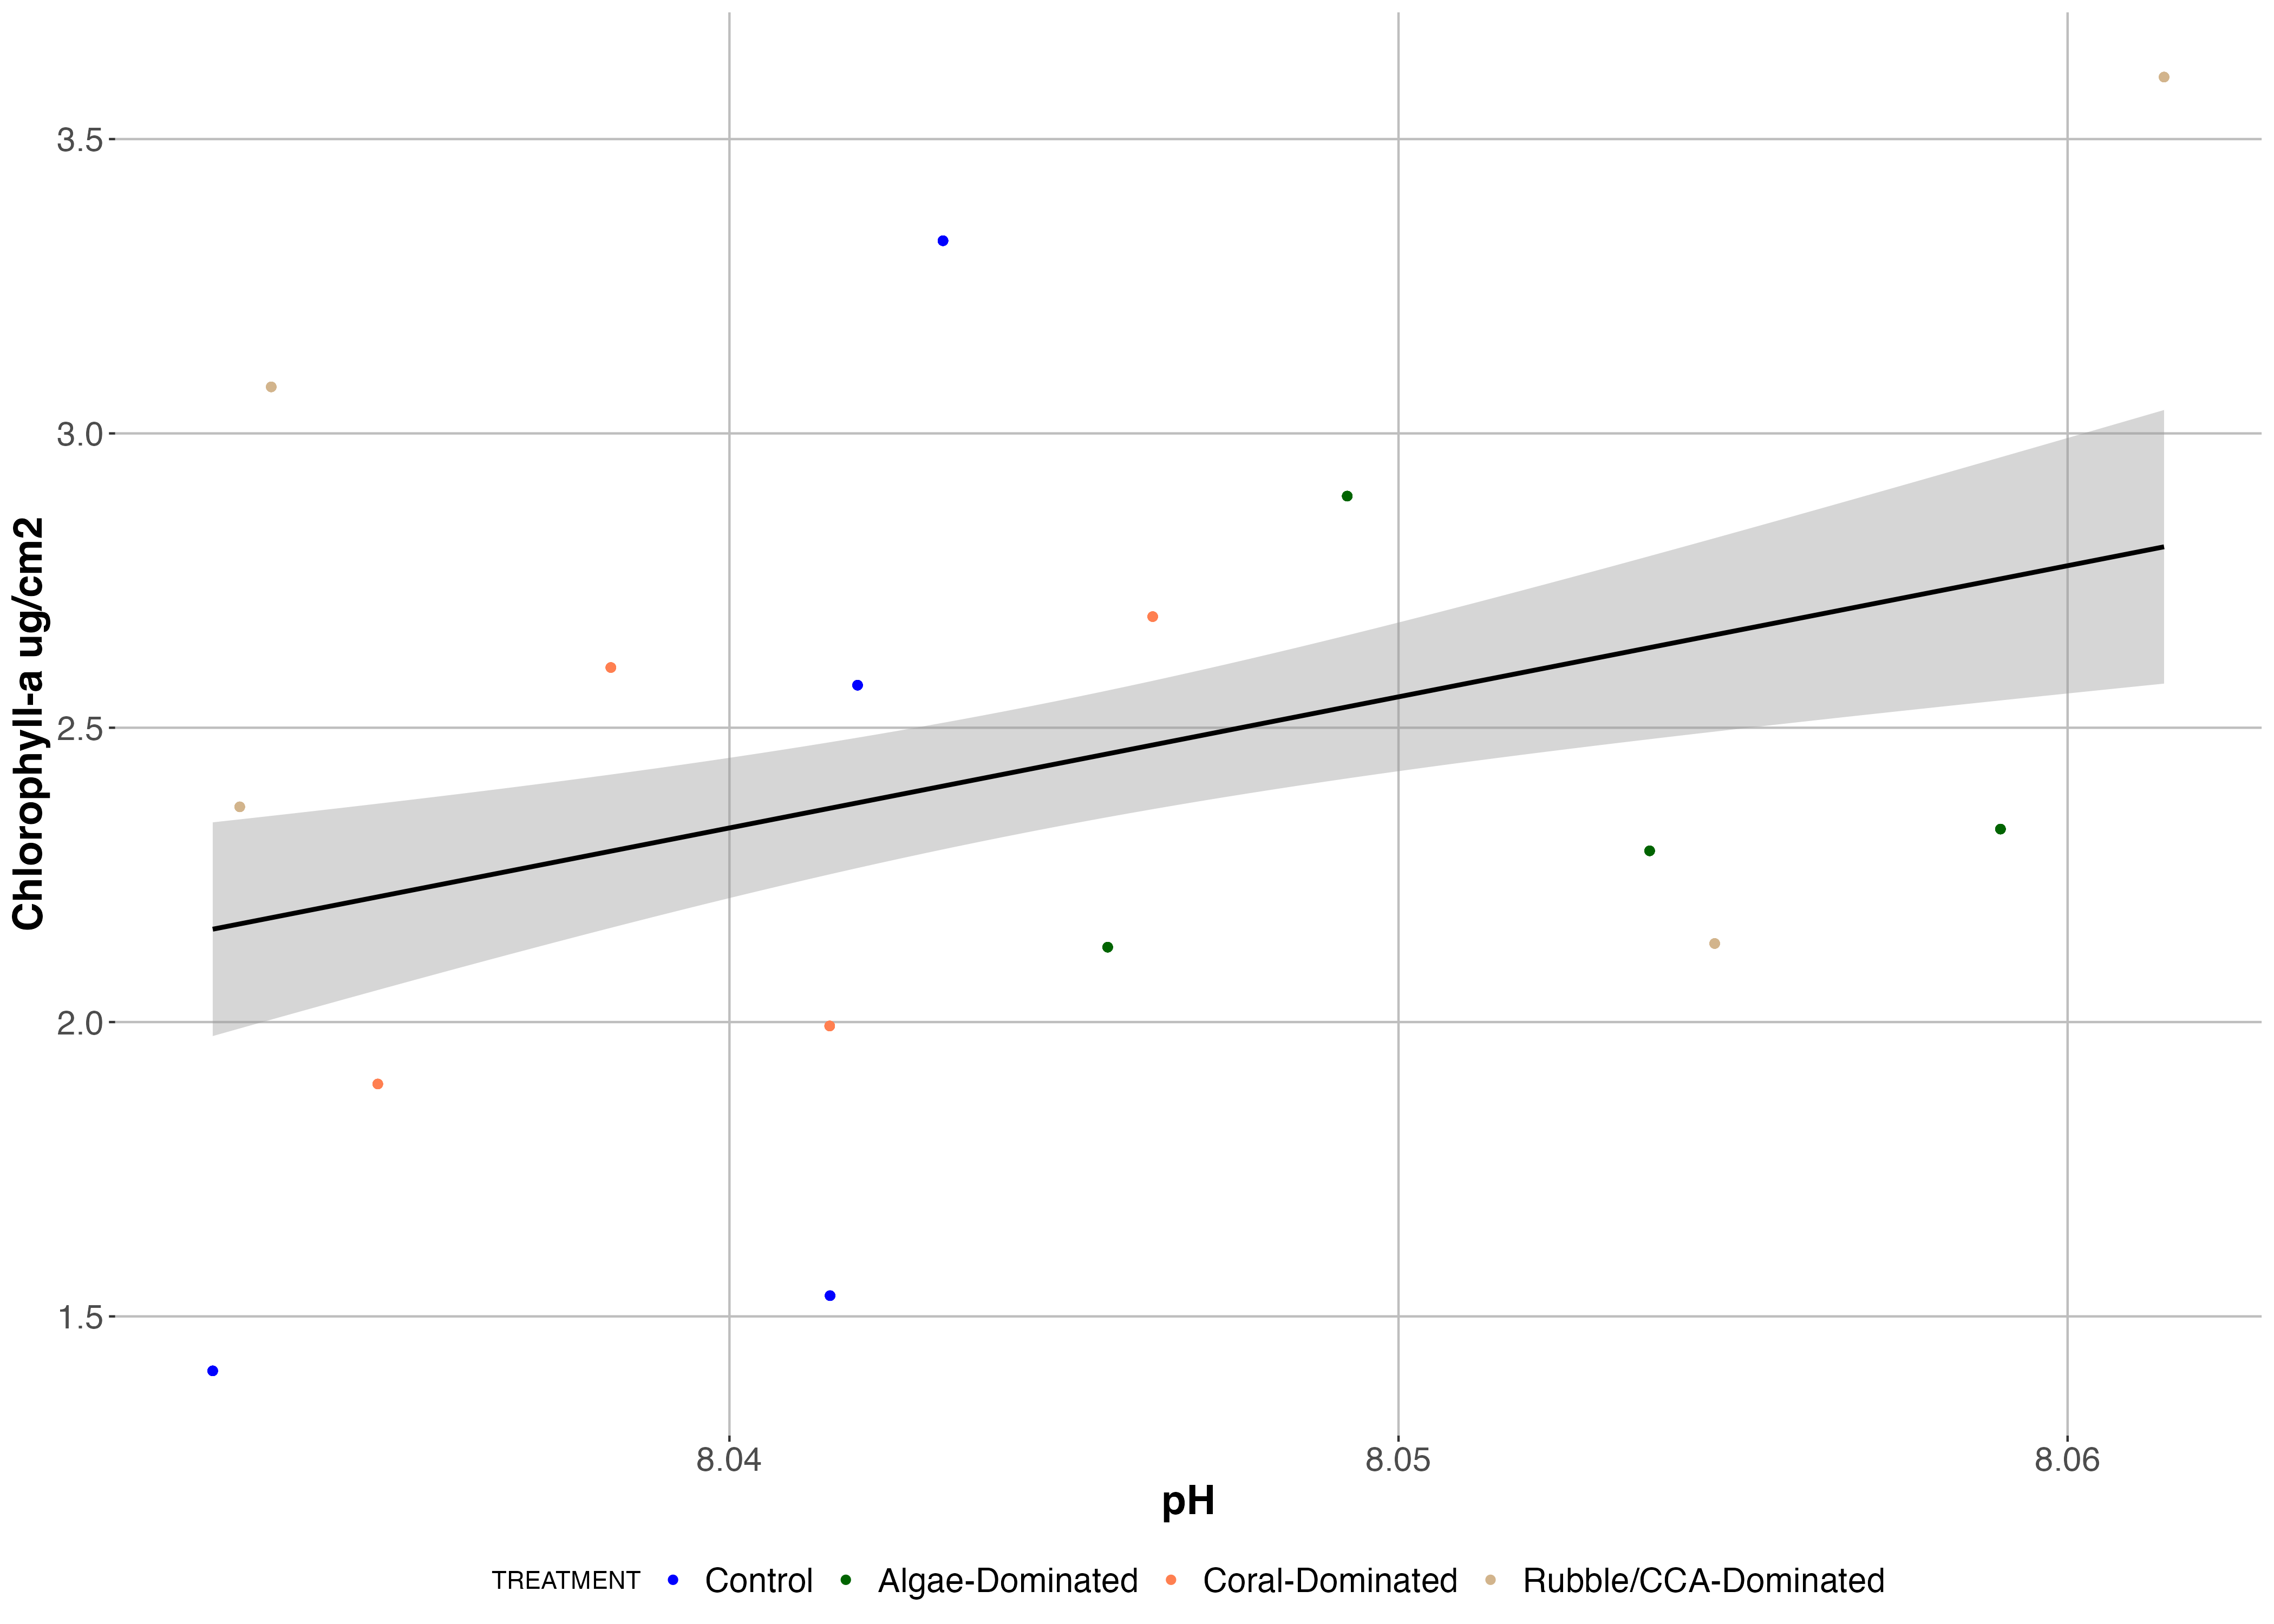 Chlorophyll-a ug/cm2
3.5
3.0
2.5
2.0
1.5
8.04 8.05 8.06
pH
TREATMENT Control Algae-Dominated Coral-Dominated Rubble/CCA-Dominated